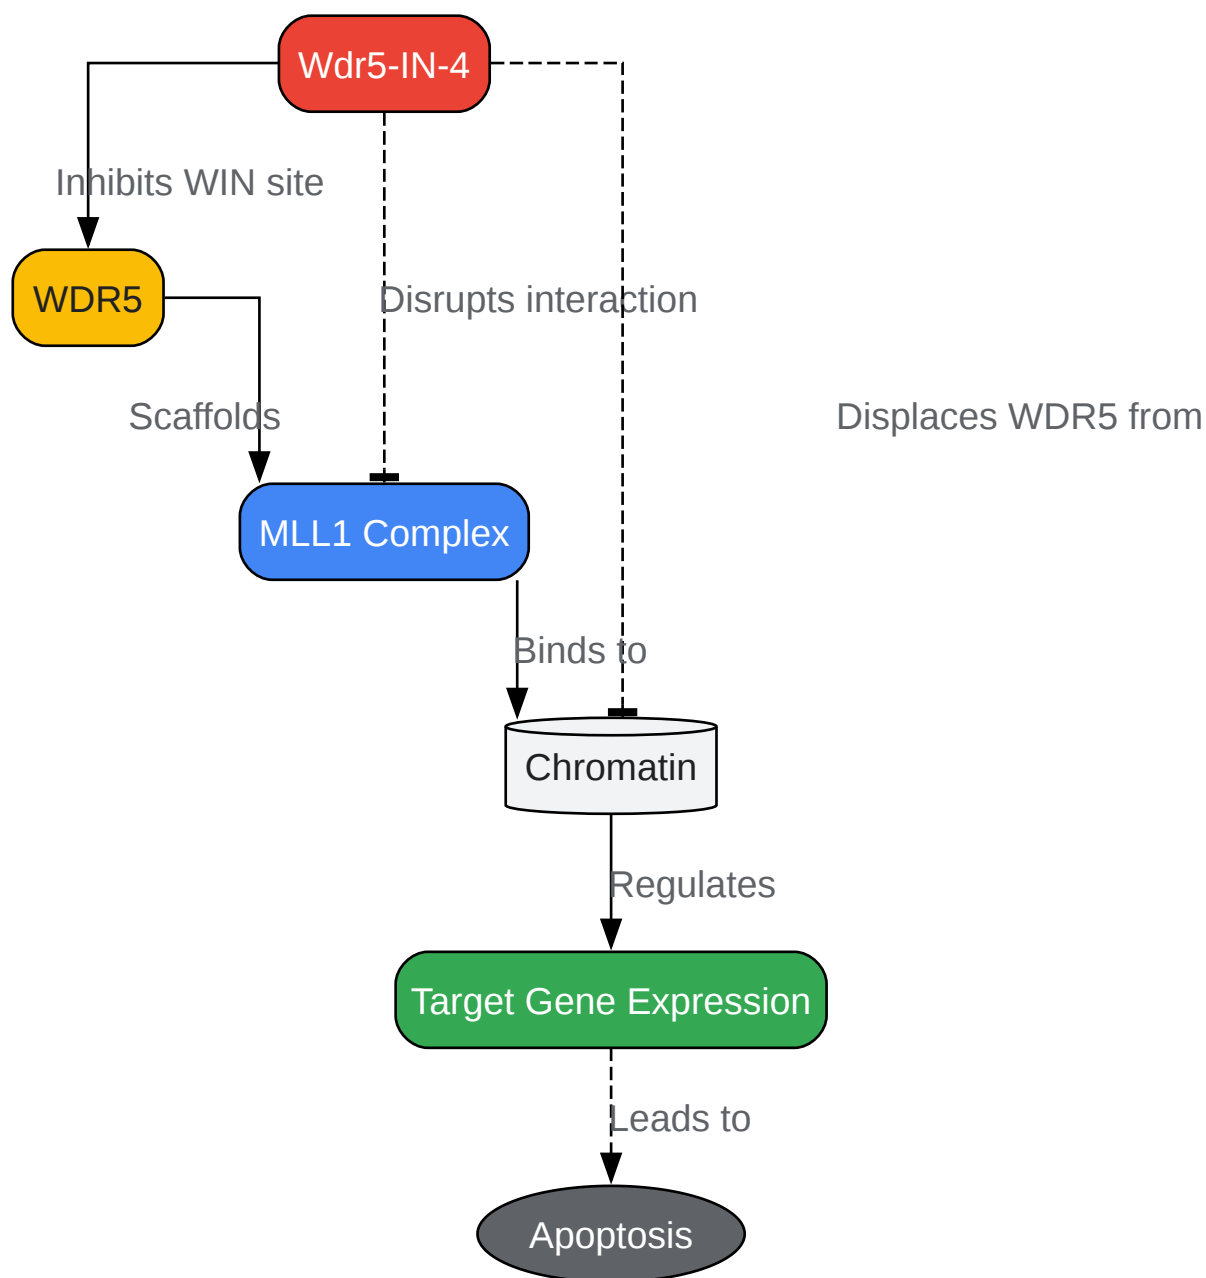 Wdr5-IN-4
Inhibits WIN site
WDR5
Disrupts interaction
Scaffolds
Displaces WDR5 from
MLL1 Complex
Binds to
Chromatin
Regulates
Target Gene Expression
Leads to
Apoptosis